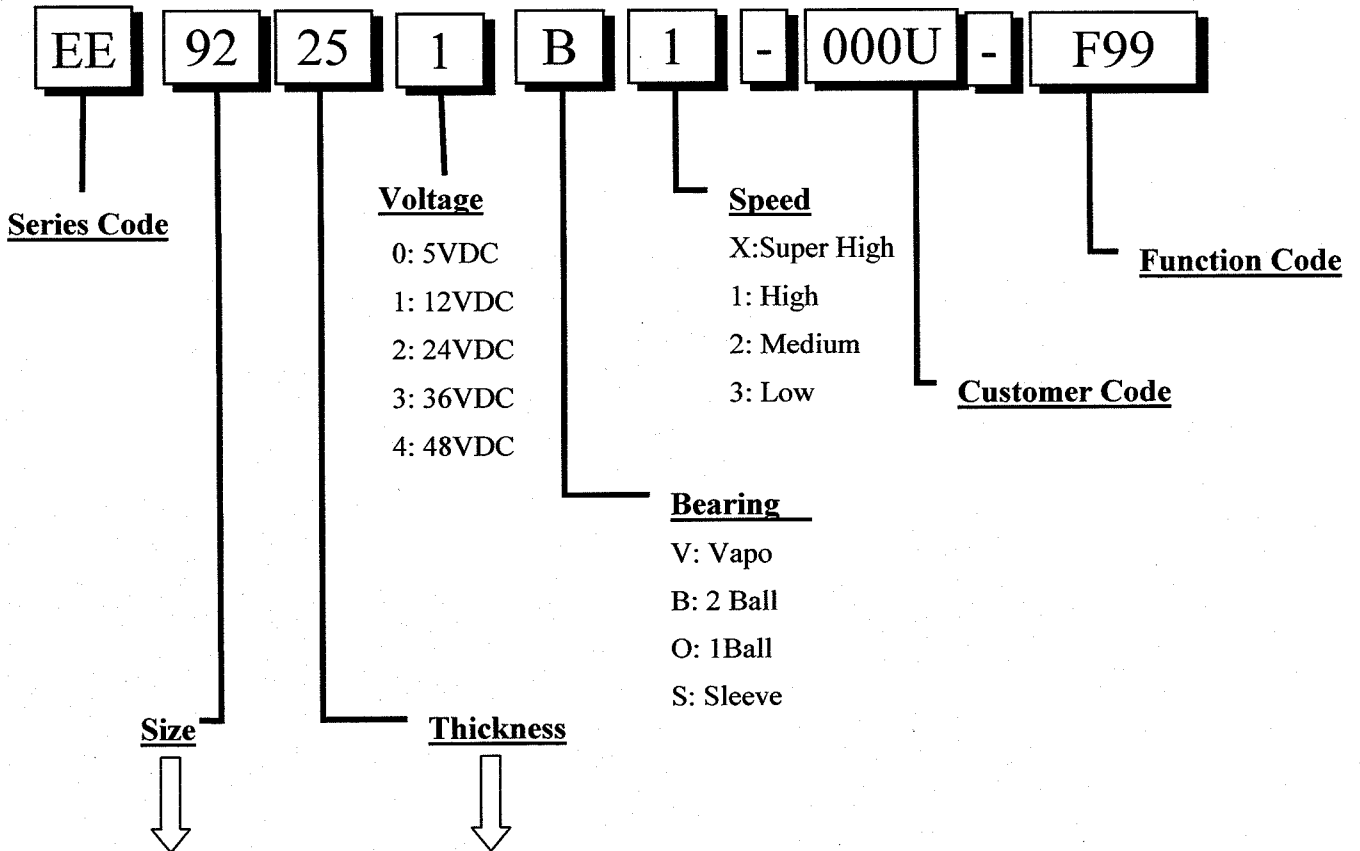 EE 92 25 1 B 1 - 000U - F99
Series Code
Voltage
0: 5VDC
1: 12VDC
2: 24VDC
3: 36VDC
4: 48VDC
Speed
X:Super High
1: High
2: Medium
3: Low
Function Code
Customer Code
Bearing
V: Vapo
B: 2 Ball
O: 1Ball
S: Sleeve
Size
Thickness